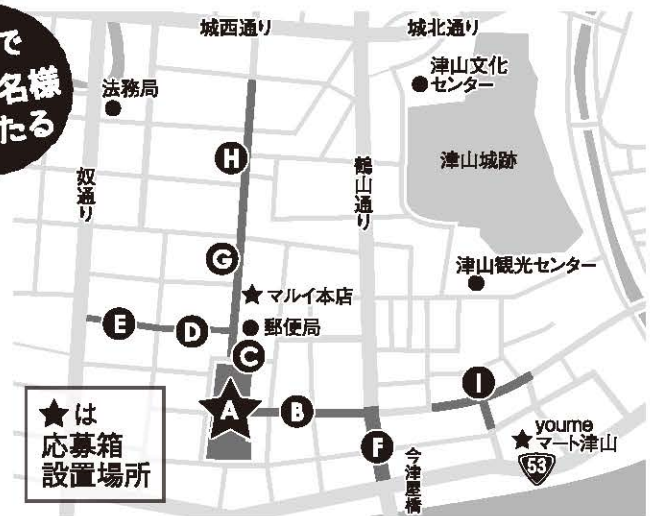 で
名様
たる
城西通り
城北通り
法務局
津山文化
センター
津山城跡
奴通り
鶴山通り
H
G
津山観光センター
★マルイ本店
郵便局
E
D
C
A
B
I
F
★は
応募箱
設置場所
今津屋橋
youme
★マート津山
53